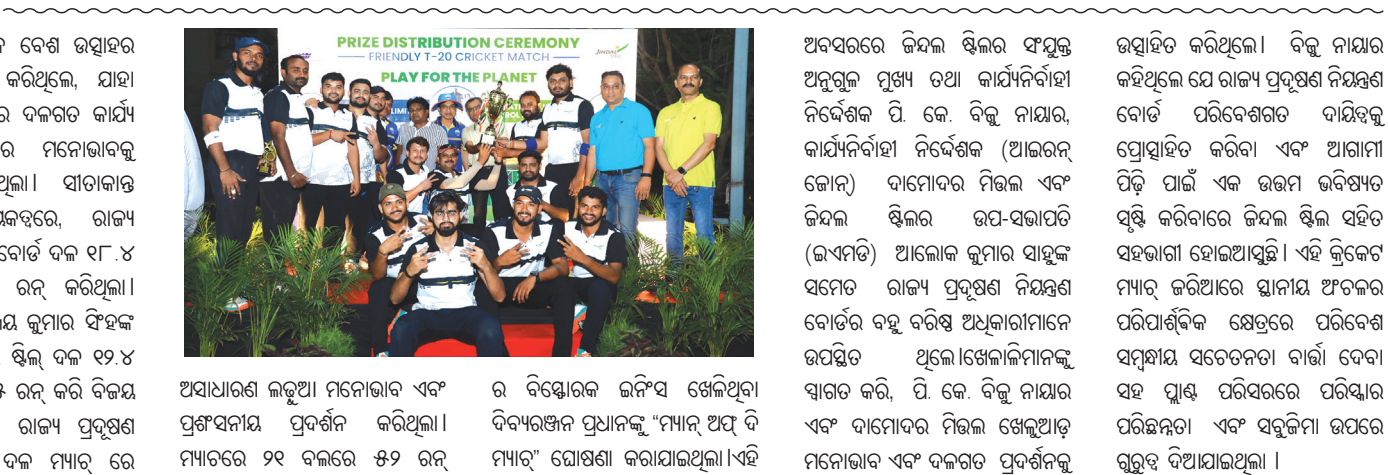 ବେଶ ଉତ୍ସାହର
କରିଥିଲେ, ଯାହା
ଦଳଗତ କାର୍ଯ୍ୟ
ର ମନୋଭାବକୁ
ସୀତାକାନ୍ତ
ରାଜ୍ୟ
ବୋର୍ଡ ଦଳ ୧୮.୪
ରନ୍ କରିଥିଲା।
କୁମାର ସିଂହଙ୍କ
ଷ୍ଟିଲ୍ ଦଳ ୧୨.୪
ରନ୍ କରି ବିଜୟ
ରାଜ୍ୟ ପ୍ରଦୂଷଣ
ଦଳ ମ୍ୟାଚ୍ ରେ
PRIZE DISTRIBUTION CEREMONY
FRIENDLY T-20 CRICKET MATCH
PLAY FOR THE PLANET
JINDAL
ଅସାଧାରଣ ଲଢୁଆ ମନୋଭାବ ଏବଂ
ପ୍ରଶଂସନୀୟ ପ୍ରଦର୍ଶନ କରିଥିଲା।
ମ୍ୟାଚରେ ୨୧ ବଲରେ ୫୨ ରନ୍
ର ବିସ୍ଫୋରକ ଇନିଂସ ଖେଳିଥିବା
ଦିବ୍ୟରଞ୍ଜନ ପ୍ରଧାନଙ୍କୁ “ମ୍ୟାନ୍ ଅଫ୍ ଦି
ମ୍ୟାଚ୍” ଘୋଷଣା କରାଯାଇଥିଲା।ଏହି
ଅବସରରେ ଜିନ୍ଦଲ ଷ୍ଟିଲର ସଂଯୁକ୍ତ
ଅନୁଗୁଳ ମୁଖ୍ୟ ତଥା କାର୍ଯ୍ୟନିର୍ବାହୀ
ନିର୍ଦ୍ଦେଶକ ପି. କେ. ବିଜୁ ନାୟାର,
କାର୍ଯ୍ୟନିର୍ବାହୀ ନିର୍ଦ୍ଦେଶକ (ଆଇରନ୍
ଜୋନ୍) ଦାମୋଦର ମିତ୍ତଲ ଏବଂ
ଜିନ୍ଦଲ ଷ୍ଟିଲର ଉପ-ସଭାପତି
(ଇଏମଡି) ଆଲୋକ କୁମାର ସାହୁଙ୍କ
ସମେତ ରାଜ୍ୟ ପ୍ରଦୂଷଣ ନିୟନ୍ତ୍ରଣ
ବୋର୍ଡର ବହୁ ବରିଷ୍ଠ ଅଧିକାରୀମାନେ
ଉପସ୍ଥିତ ଥିଲେ।ଖେଳାଳିମାନଙ୍କୁ
ସ୍ୱାଗତ କରି, ପି. କେ. ବିଜୁ ନାୟାର
ଏବଂ ଦାମୋଦର ମିତ୍ତଲ ଖେଳୁଆଡ଼
ମନୋଭାବ ଏବଂ ଦଳଗତ ପ୍ରଦର୍ଶନକୁ
ଉତ୍ସାହିତ କରିଥିଲେ। ବିଜୁ ନାୟାର
କହିଥିଲେ ଯେ ରାଜ୍ୟ ପ୍ରଦୂଷଣ ନିୟନ୍ତ୍ରଣ
ବୋର୍ଡ ପରିବେଶଗତ ଦାୟିତ୍ୱକୁ
ପ୍ରୋତ୍ସାହିତ କରିବା ଏବଂ ଆଗାମୀ
ପିଢ଼ି ପାଇଁ ଏକ ଉତ୍ତମ ଭବିଷ୍ୟତ
ସୃଷ୍ଟି କରିବାରେ ଜିନ୍ଦଲ ଷ୍ଟିଲ ସହିତ
ସହଭାଗୀ ହୋଇଆସୁଛି। ଏହି କ୍ରିକେଟ
ମ୍ୟାଚ୍ ଜରିଆରେ ସ୍ଥାନୀୟ ଅଂଚଳର
ପରିପାର୍ଶ୍ଵିକ କ୍ଷେତ୍ରରେ ପରିବେଶ
ସମ୍ବନ୍ଧୀୟ ସଚେତନତା ବାର୍ତ୍ତା ଦେବା
ସହ ପ୍ଲାଣ୍ଟ ପରିସରରେ ପରିସ୍କାର
ପରିଛନ୍ନତା ଏବଂ ସବୁଜିମା ଉପରେ
ଗୁରୁତ୍ୱ ଦିଆଯାଇଥିଲା ।